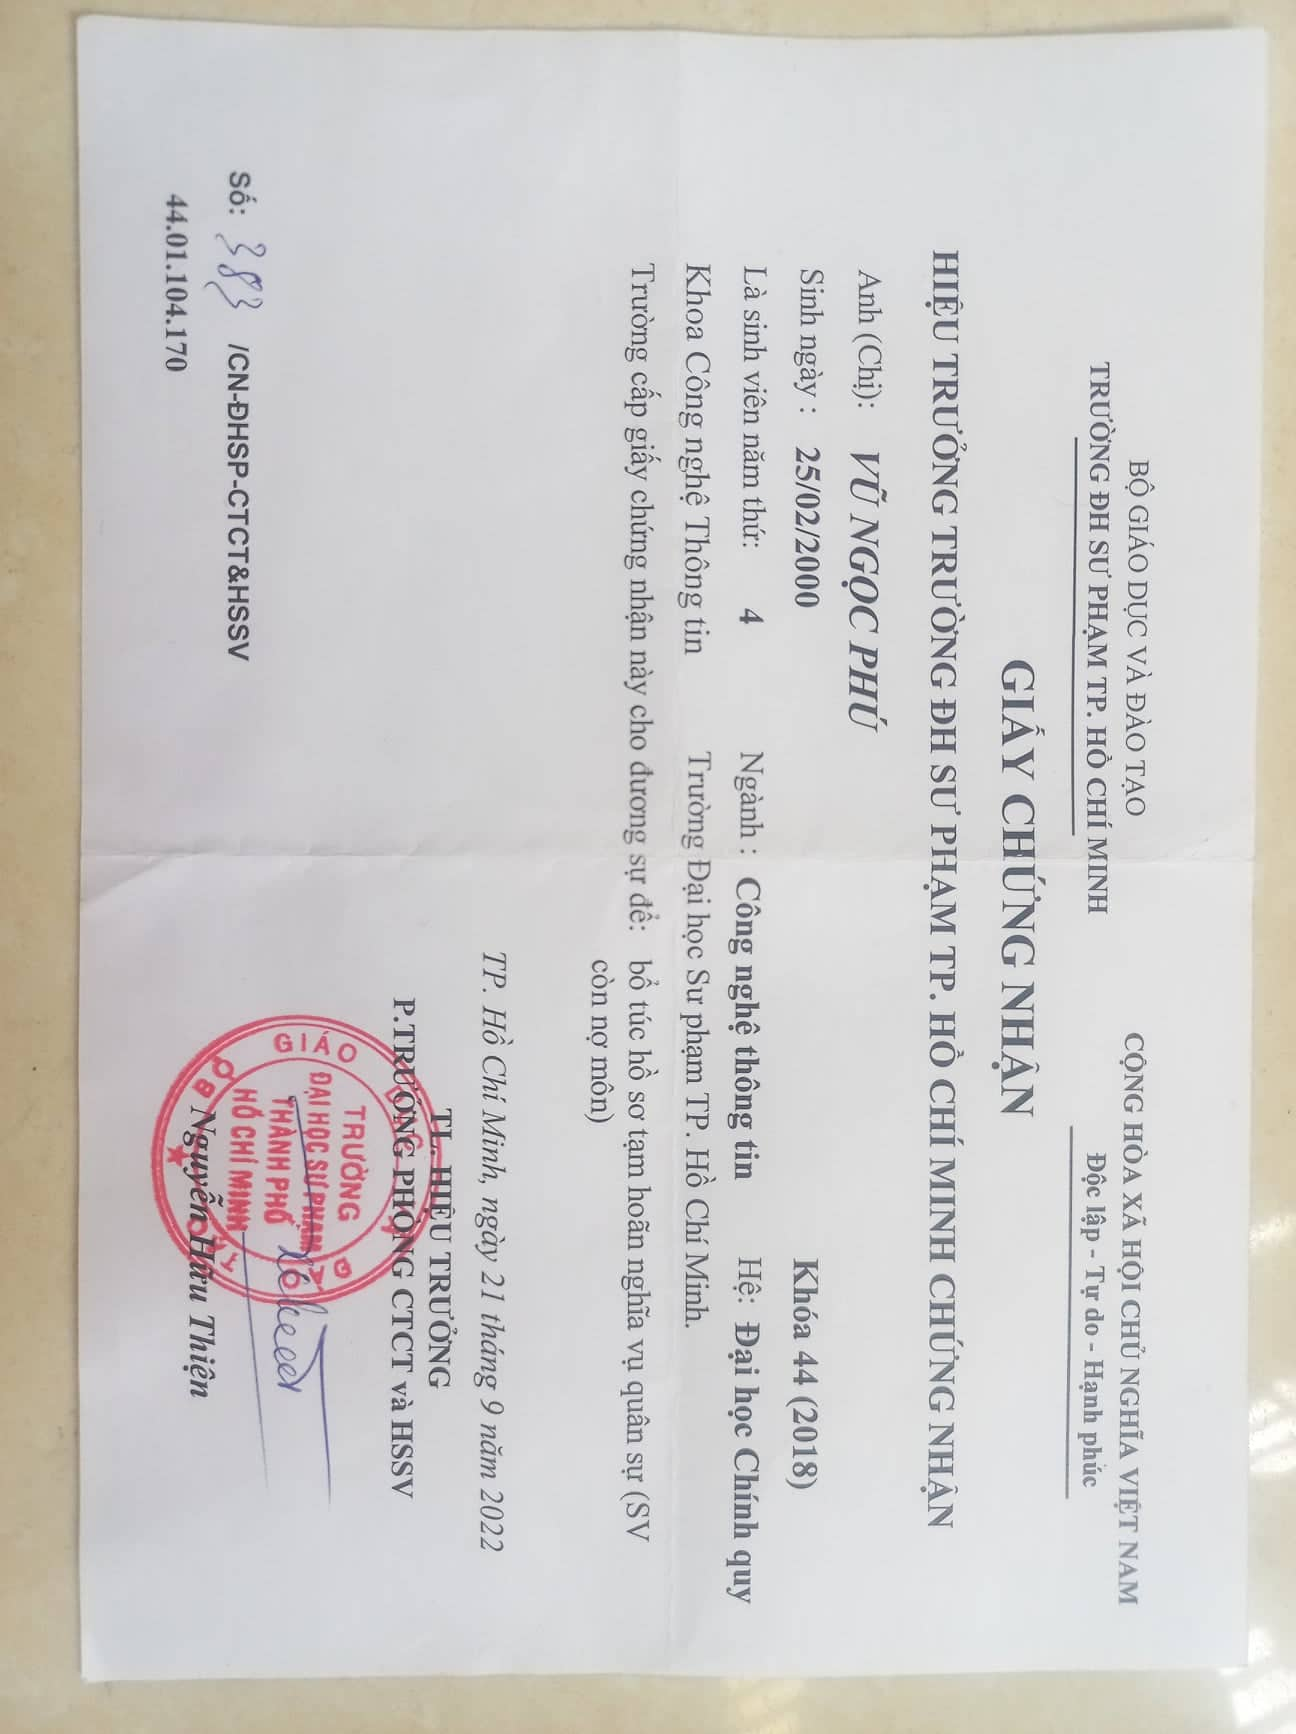 BỘ GIÁO DỤC VÀ ĐÀO TẠO
TRƯỜNG ĐH SƯ PHẠM TP. HỒ CHÍ MINH
CỘNG HÒA XÃ HỘI CHỦ NGHĨA VIỆT NAM
Độc lập - Tự do - Hạnh phúc
GIẤY CHỨNG NHẬN
HIỆU TRƯỞNG TRƯỜNG ĐH SƯ PHẠM TP. HỒ CHÍ MINH CHỨNG NHẬN
Anh (Chị): VŨ NGỌC PHÚ
Sinh ngày : 25/02/2000 Khóa 44 (2018)
Là sinh viên năm thứ: 4 Ngành : Công nghệ thông tin Hệ: Đại học Chính quy
Khoa Công nghệ Thông tin Trường Đại học Sư phạm TP. Hồ Chí Minh.
Trường cấp giấy chứng nhận này cho đương sự để: bổ túc hồ sơ tạm hoãn nghĩa vụ quân sự (SV
còn nợ môn)
TP. Hồ Chí Minh, ngày 21 tháng 9 năm 2022
TL. HIỆU TRƯỞNG
P.TRƯỞNG PHÒNG CTCT và HSSV
BỘ GIÁO DỤC VÀ ĐÀO TẠO
TRƯỜNG
ĐẠI HỌC SƯ PHẠM
THÀNH PHỐ
HỒ CHÍ MINH
Nguyễn Hữu Thiện
Số: 383 /CN-ĐHSP-CTCT&HSSV
44.01.104.170